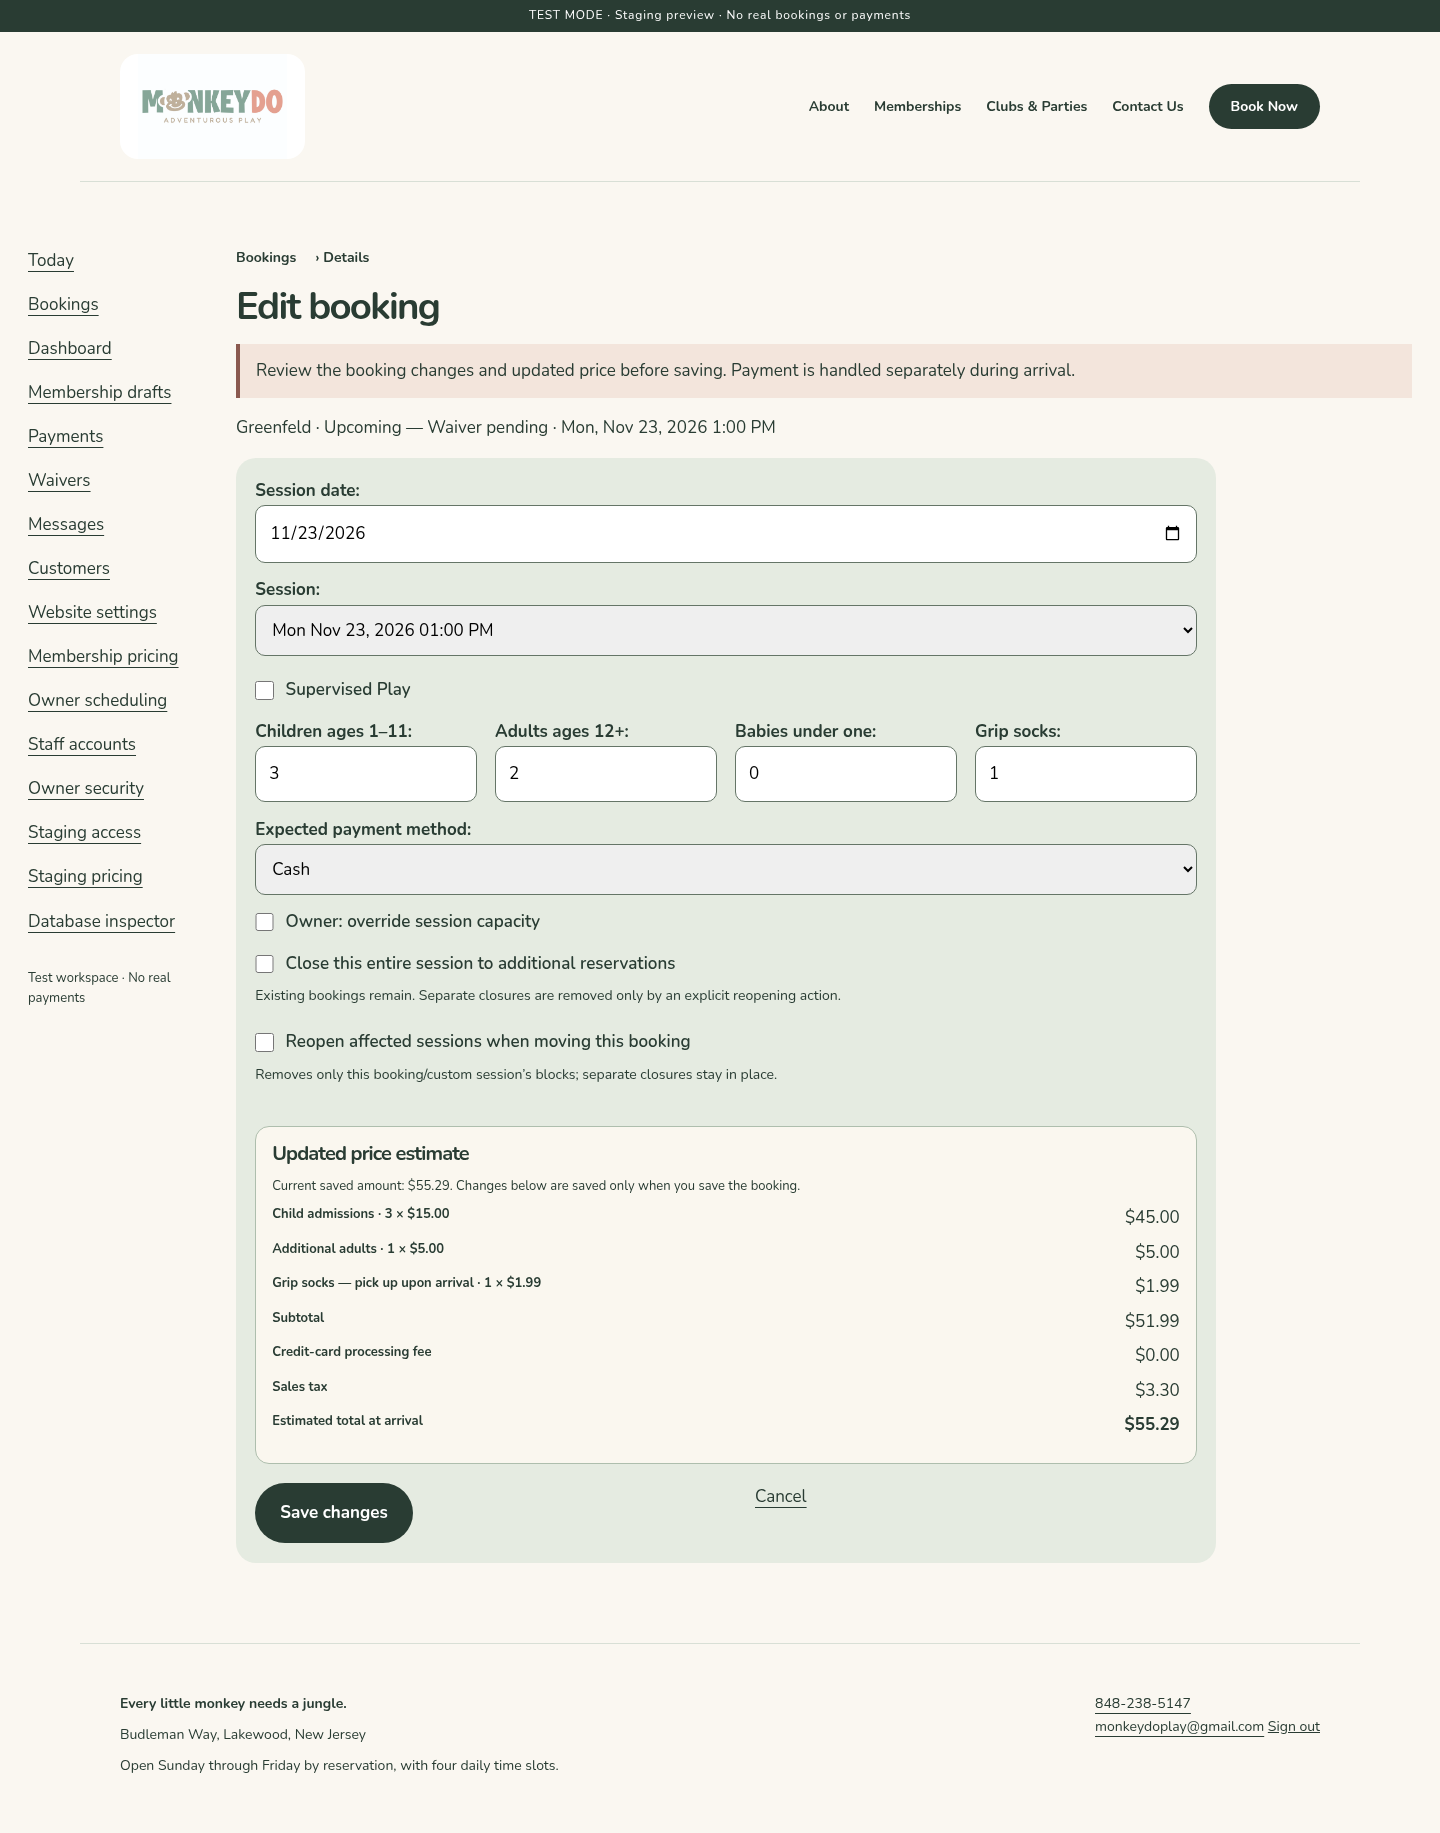 TEST MODE · Staging preview · No real bookings or payments
MONKEYDO
ADVENTUROUS PLAY
About
Memberships
Clubs & Parties
Contact Us
Book Now
Today
Bookings
Dashboard
Membership drafts
Payments
Waivers
Messages
Customers
Website settings
Membership pricing
Owner scheduling
Staff accounts
Owner security
Staging access
Staging pricing
Database inspector
Test workspace · No real
payments
Bookings › Details
Edit booking
Review the booking changes and updated price before saving. Payment is handled separately during arrival.
Greenfeld · Upcoming — Waiver pending · Mon, Nov 23, 2026 1:00 PM
Session date:
11/23/2026
Session:
Mon Nov 23, 2026 01:00 PM
Supervised Play
Children ages 1–11:
3
Adults ages 12+:
2
Babies under one:
0
Grip socks:
1
Expected payment method:
Cash
Owner: override session capacity
Close this entire session to additional reservations
Existing bookings remain. Separate closures are removed only by an explicit reopening action.
Reopen affected sessions when moving this booking
Removes only this booking/custom session’s blocks; separate closures stay in place.
Updated price estimate
Current saved amount: $55.29. Changes below are saved only when you save the booking.
Child admissions · 3 × $15.00 $45.00
Additional adults · 1 × $5.00 $5.00
Grip socks — pick up upon arrival · 1 × $1.99 $1.99
Subtotal $51.99
Credit-card processing fee $0.00
Sales tax $3.30
Estimated total at arrival $55.29
Save changes
Cancel
Every little monkey needs a jungle.
Budleman Way, Lakewood, New Jersey
Open Sunday through Friday by reservation, with four daily time slots.
848-238-5147
monkeydoplay@gmail.com Sign out